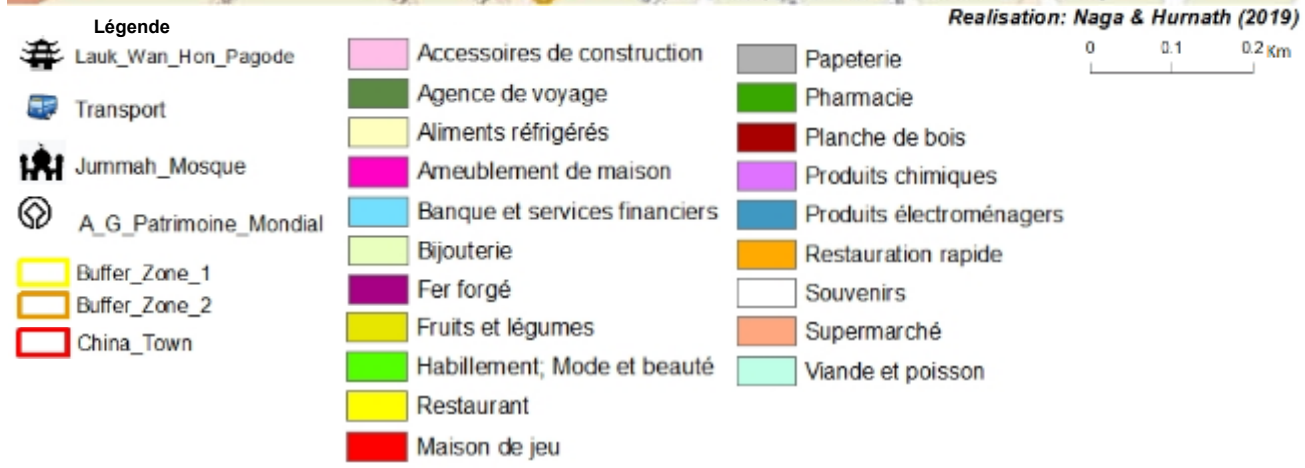 Realisation: Naga & Hurnath (2019)
0 0.1 0.2 Km
Légende
Lauk_Wan_Hon_Pagode
Transport
Jummah_Mosque
A_G_Patrimoine_Mondial
Buffer_Zone_1
Buffer_Zone_2
China_Town
Accessoires de construction
Agence de voyage
Aliments réfrigérés
Ameublement de maison
Banque et services financiers
Bijouterie
Fer forgé
Fruits et légumes
Habillement; Mode et beauté
Restaurant
Maison de jeu
Papeterie
Pharmacie
Planche de bois
Produits chimiques
Produits électroménagers
Restauration rapide
Souvenirs
Supermarché
Viande et poisson